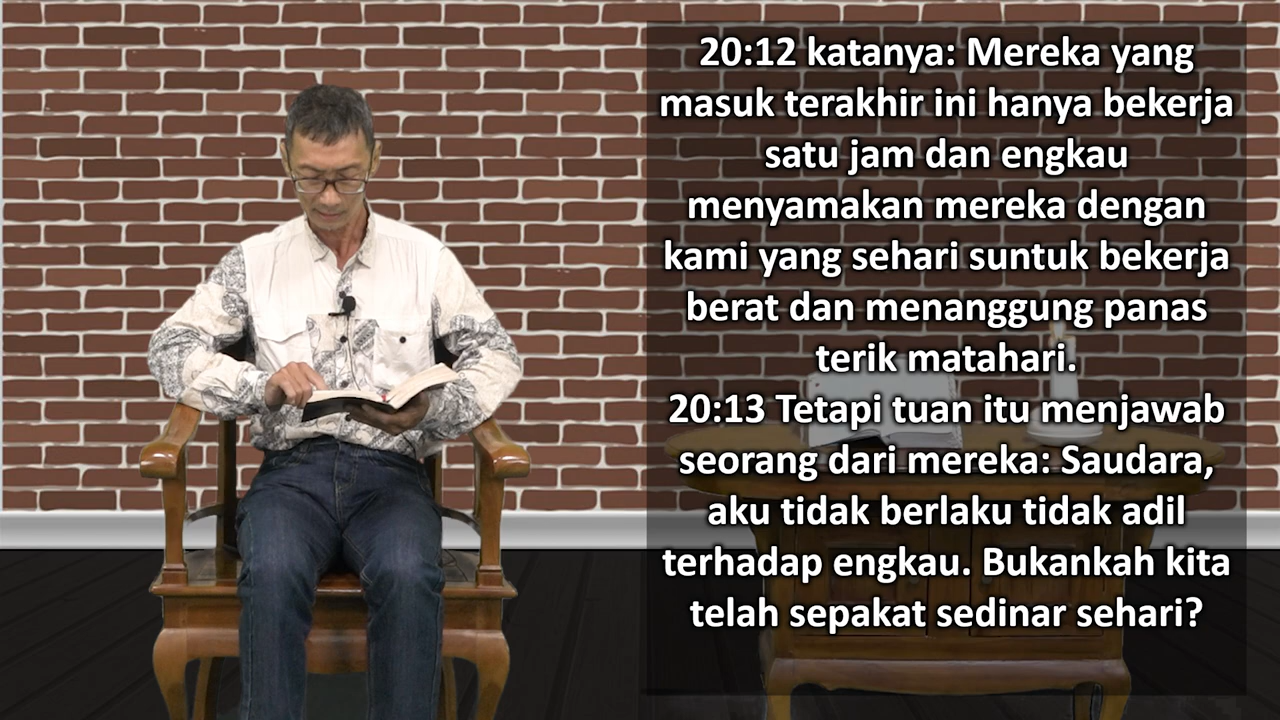 20:12 katanya: Mereka yang
masuk terakhir ini hanya bekerja
satu jam dan engkau
menyamakan mereka dengan
kami yang sehari suntuk bekerja
berat dan menanggung panas
terik matahari.
20:13 Tetapi tuan itu menjawab
seorang dari mereka: Saudara,
aku tidak berlaku tidak adil
terhadap engkau. Bukankah kita
telah sepakat sedinar sehari?